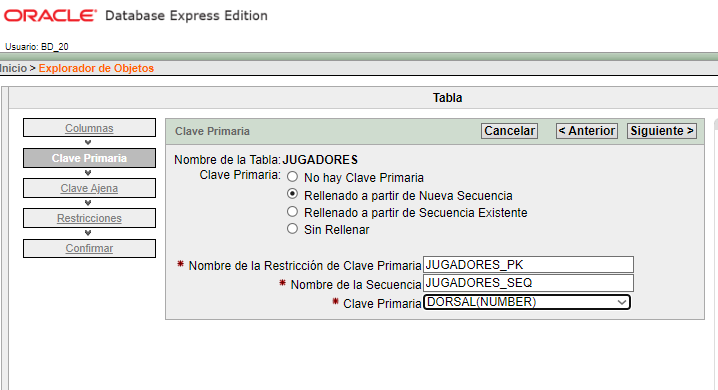 ORACLE® Database Express Edition
Usuario: BD_20
Inicio > Explorador de Objetos
Tabla
Columnas
Clave Primaria
Clave Ajena
Restricciones
Confirmar
Clave Primaria
Cancelar
< Anterior
Siguiente >
Nombre de la Tabla: JUGADORES
Clave Primaria:
No hay Clave Primaria
Rellenado a partir de Nueva Secuencia
Rellenado a partir de Secuencia Existente
Sin Rellenar
* Nombre de la Restricción de Clave Primaria JUGADORES_PK
* Nombre de la Secuencia JUGADORES_SEQ
* Clave Primaria DORSAL(NUMBER)